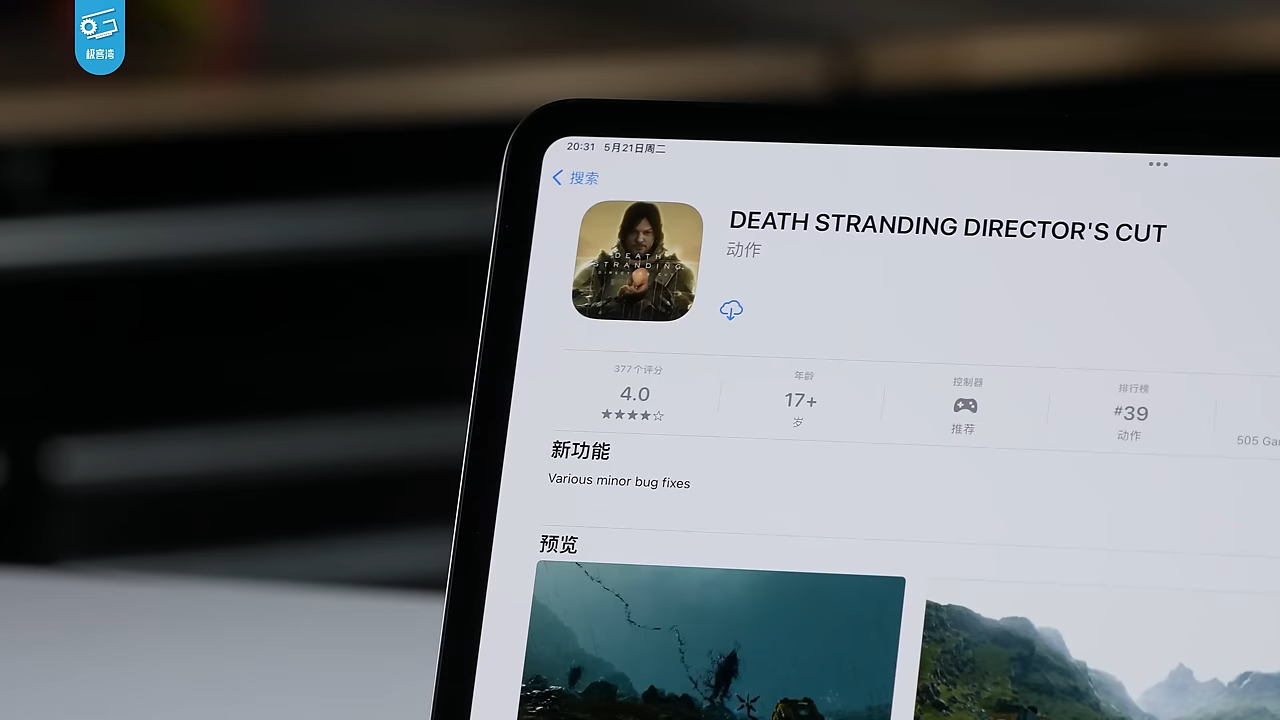 极客湾
20:31 5月21日周二
搜索
DEATH STRANDING DIRECTOR'S CUT
动作
DEATH
STRANDING
377个评分
4.0
年龄
17+
岁
控制器
推荐
排行榜
#39
动作
新功能
Various minor bug fixes
预览